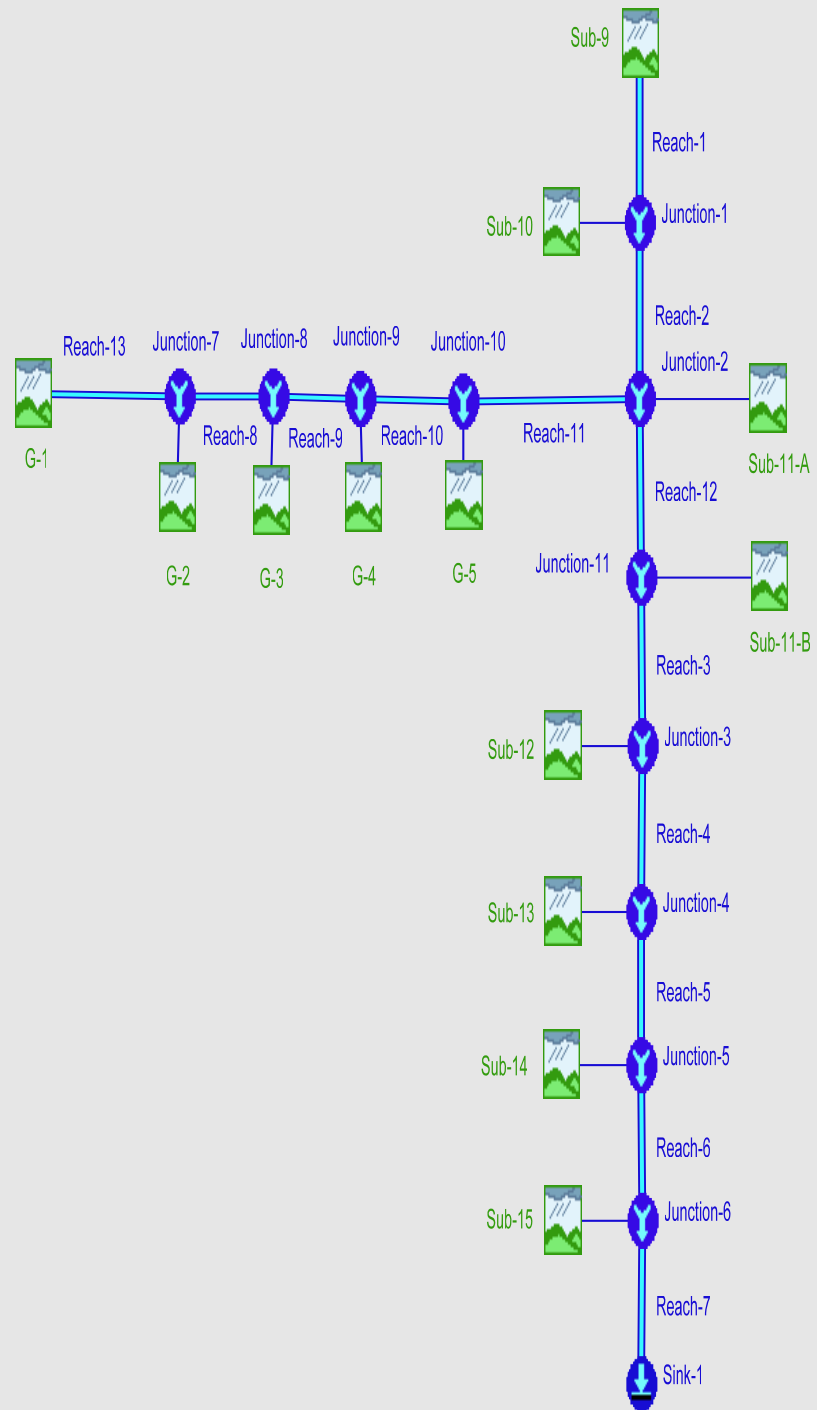 Sub-9
Reach-1
Junction-1
Sub-10
Reach-2
Junction-2
Reach-13
Junction-7
Junction-8
Junction-9
Junction-10
G-1
Reach-8
Reach-9
Reach-10
Reach-11
Sub-11-A
G-2
G-3
G-4
G-5
Reach-12
Junction-11
Sub-11-B
Reach-3
Sub-12
Junction-3
Reach-4
Sub-13
Junction-4
Reach-5
Sub-14
Junction-5
Reach-6
Sub-15
Junction-6
Reach-7
Sink-1